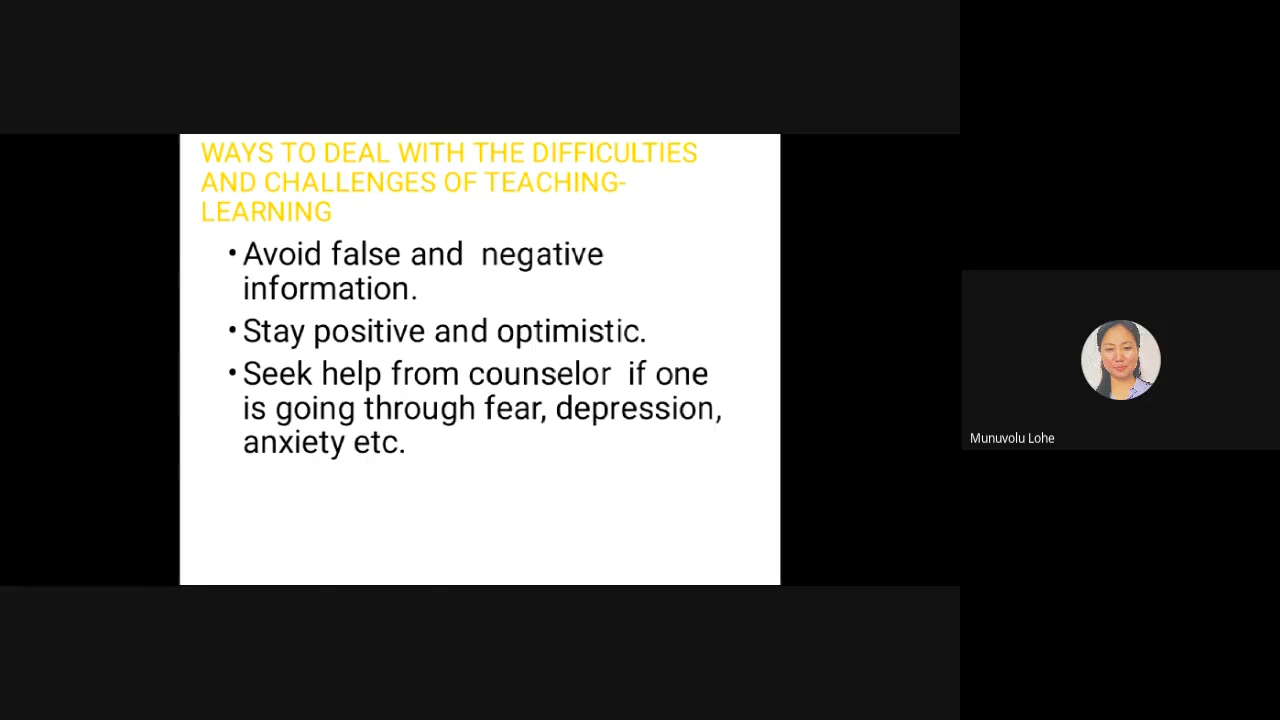 WAYS TO DEAL WITH THE DIFFICULTIES
AND CHALLENGES OF TEACHING-
LEARNING
• Avoid false and  negative
information.
• Stay positive and optimistic.
• Seek help from counselor  if one
is going through fear, depression,
anxiety etc.
Munuvolu Lohe